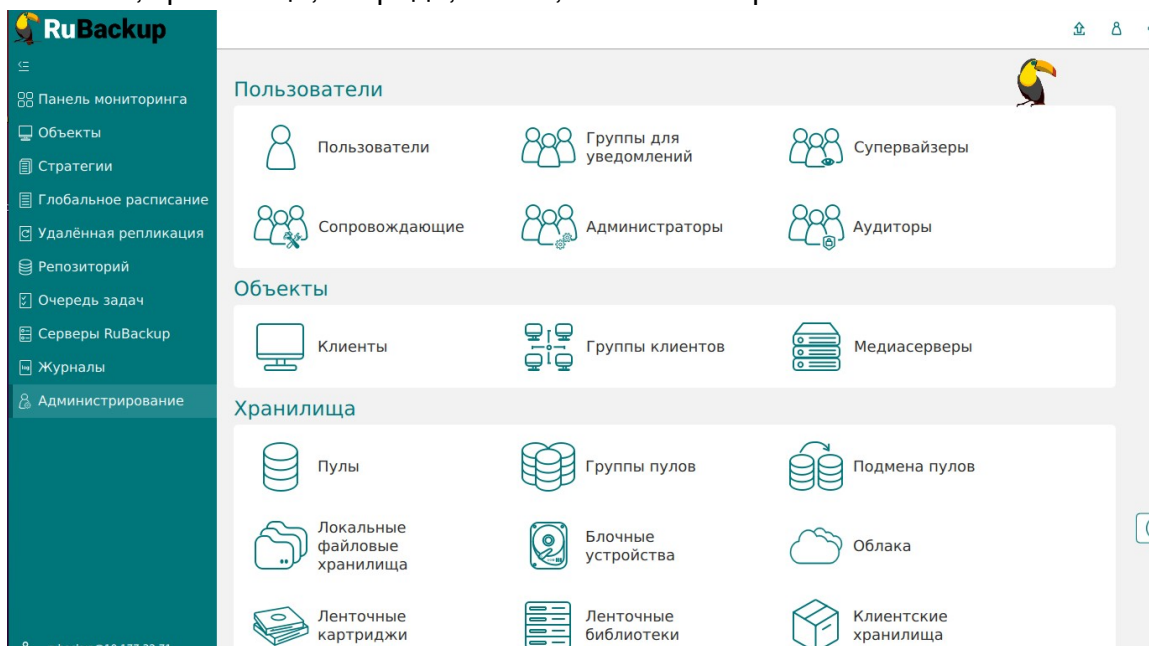 RuBackup
Панель мониторинга
Объекты
Стратегии
Глобальное расписание
Удалённая репликация
Репозиторий
Очередь задач
Серверы RuBackup
Журналы
Администрирование
Пользователи
Пользователи
Группы для
уведомлений
Супервайзеры
Сопровождающие
Администраторы
Аудиторы
Объекты
Клиенты
Группы клиентов
Медиасерверы
Хранилища
Пулы
Группы пулов
Подмена пулов
Локальные
файловые
хранилища
Блочные
устройства
Облака
Ленточные
картриджи
Ленточные
библиотеки
Клиентские
хранилища